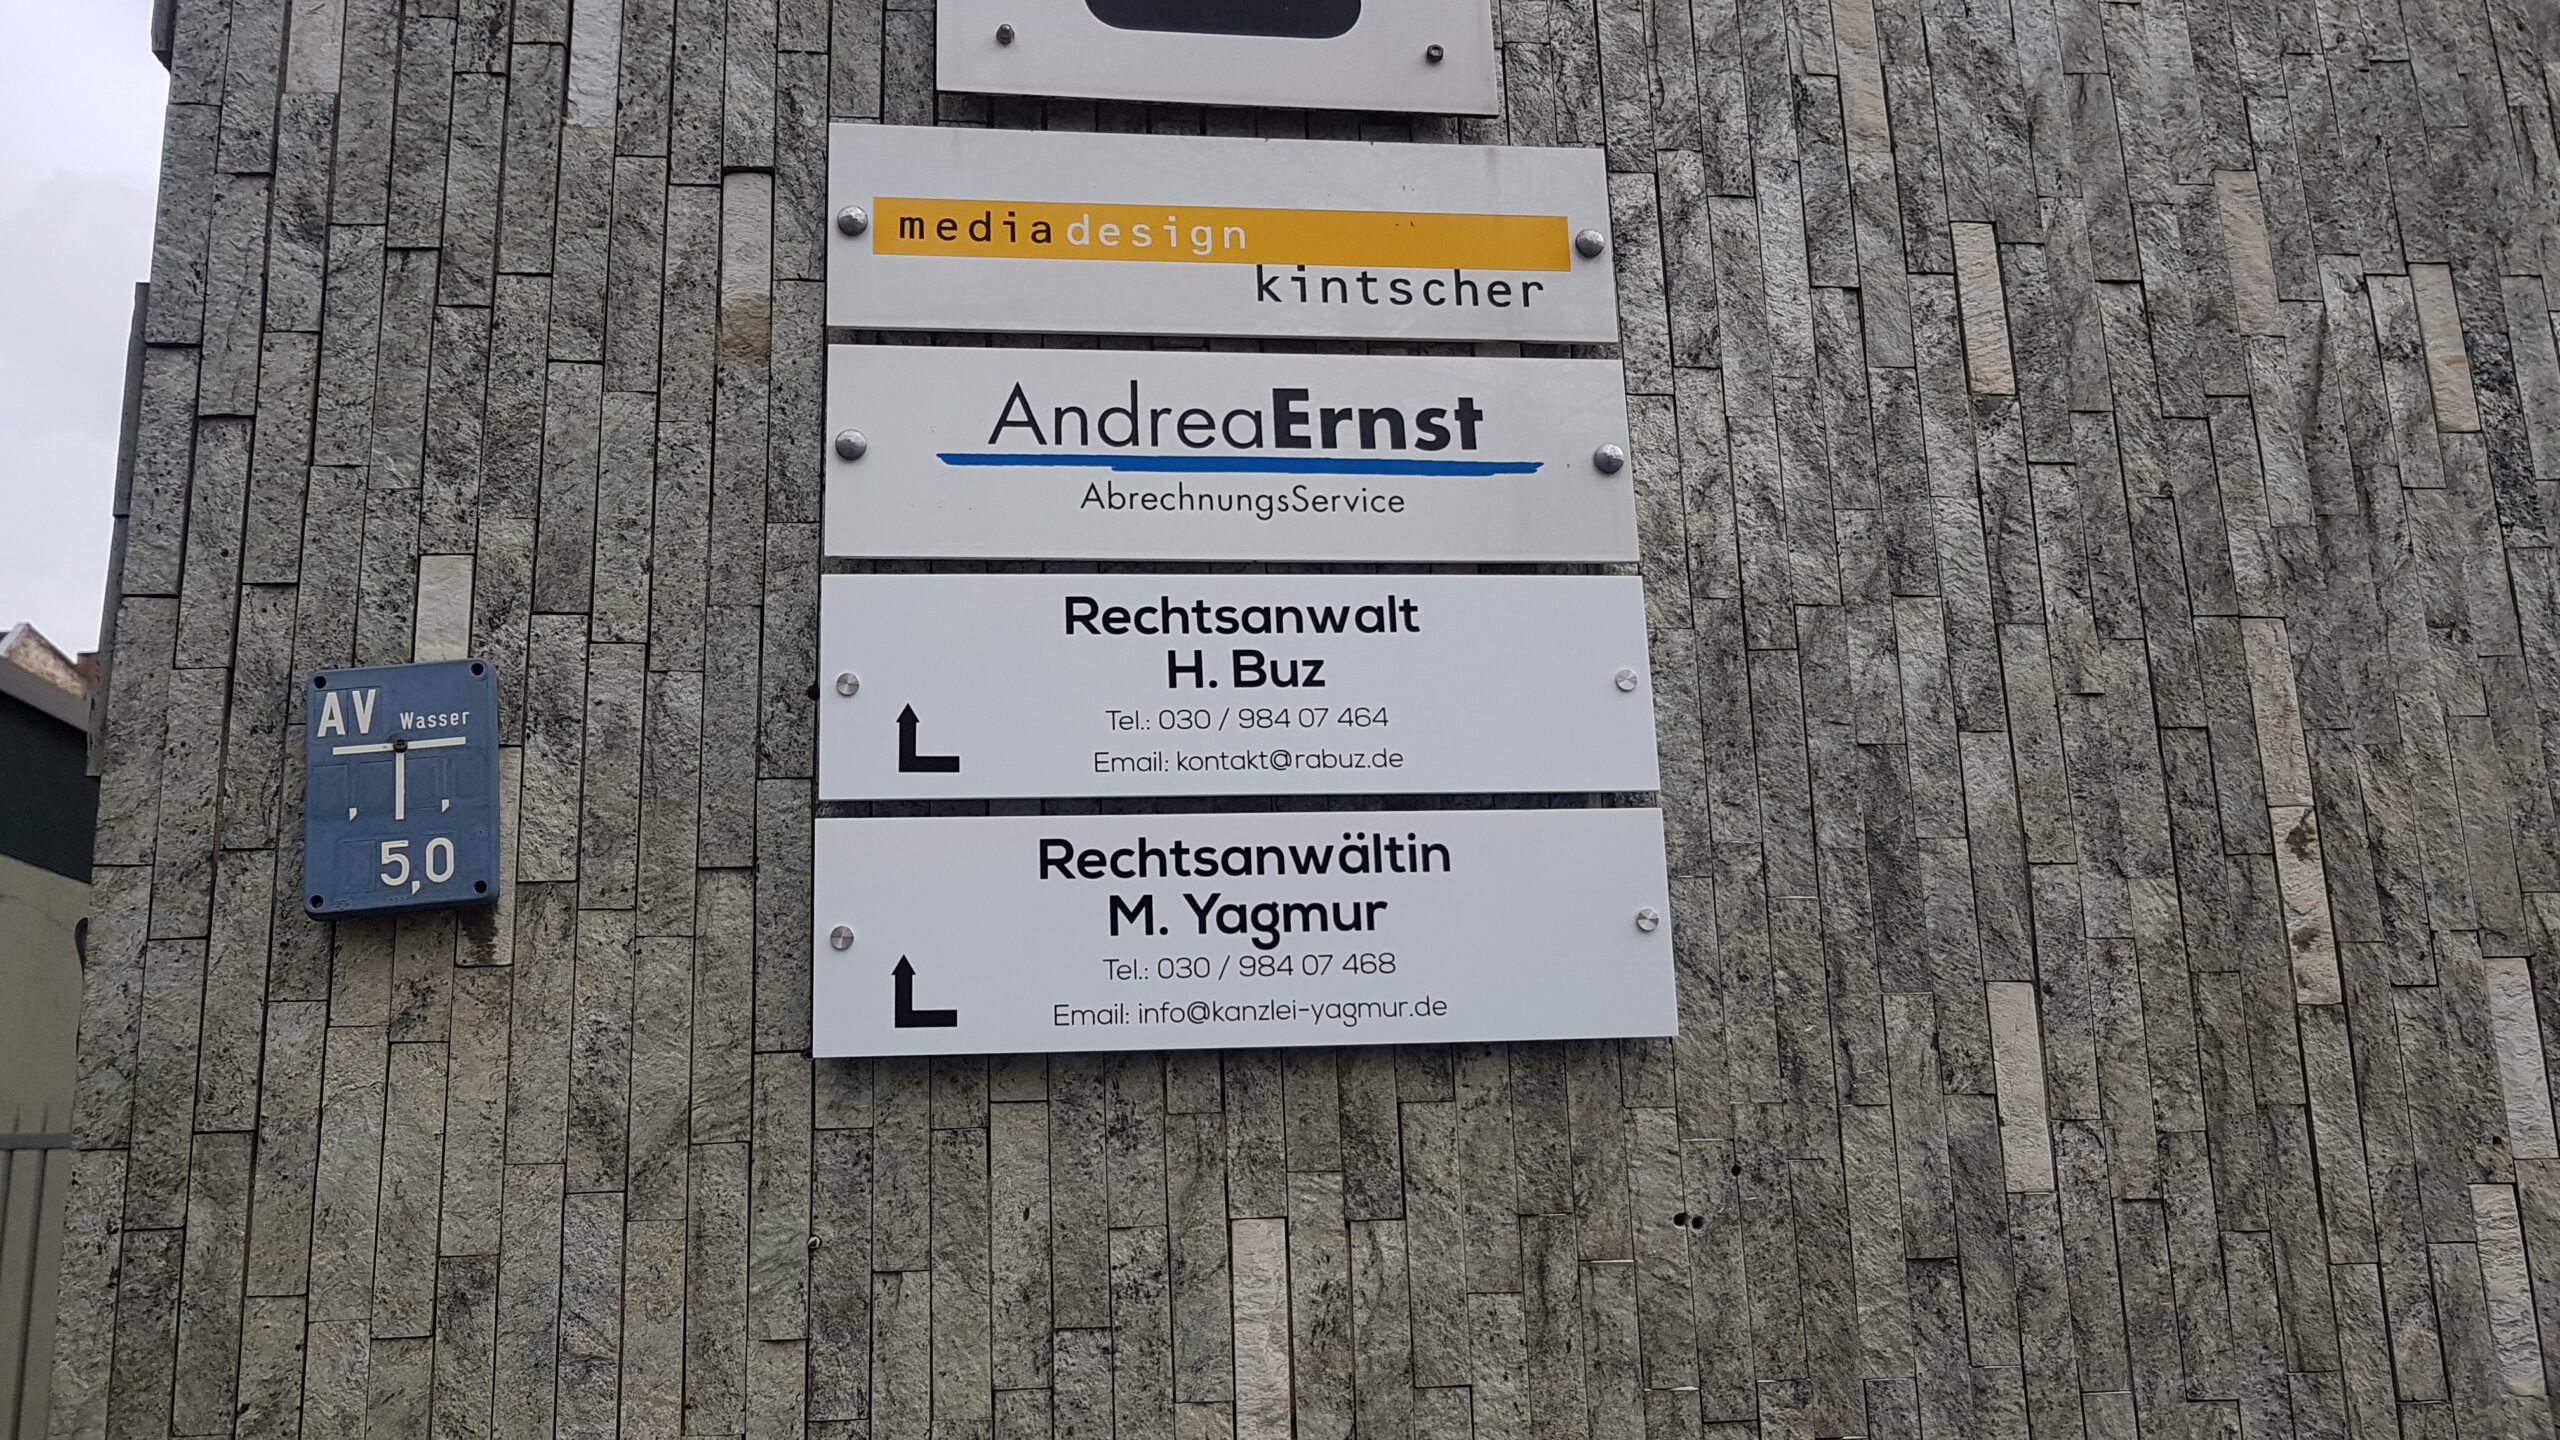 mediadesign
kintscher
AndreaErnst
AbrechnungsService
Rechtsanwalt
H. Buz
Tel.: 030 / 984 07 464
Email: kontakt@rabuz.de
Rechtsanwältin
M. Yagmur
Tel.: 030 / 984 07 468
Email: info@kanzlei-yagmur.de
AV Wasser
, ,
5,0